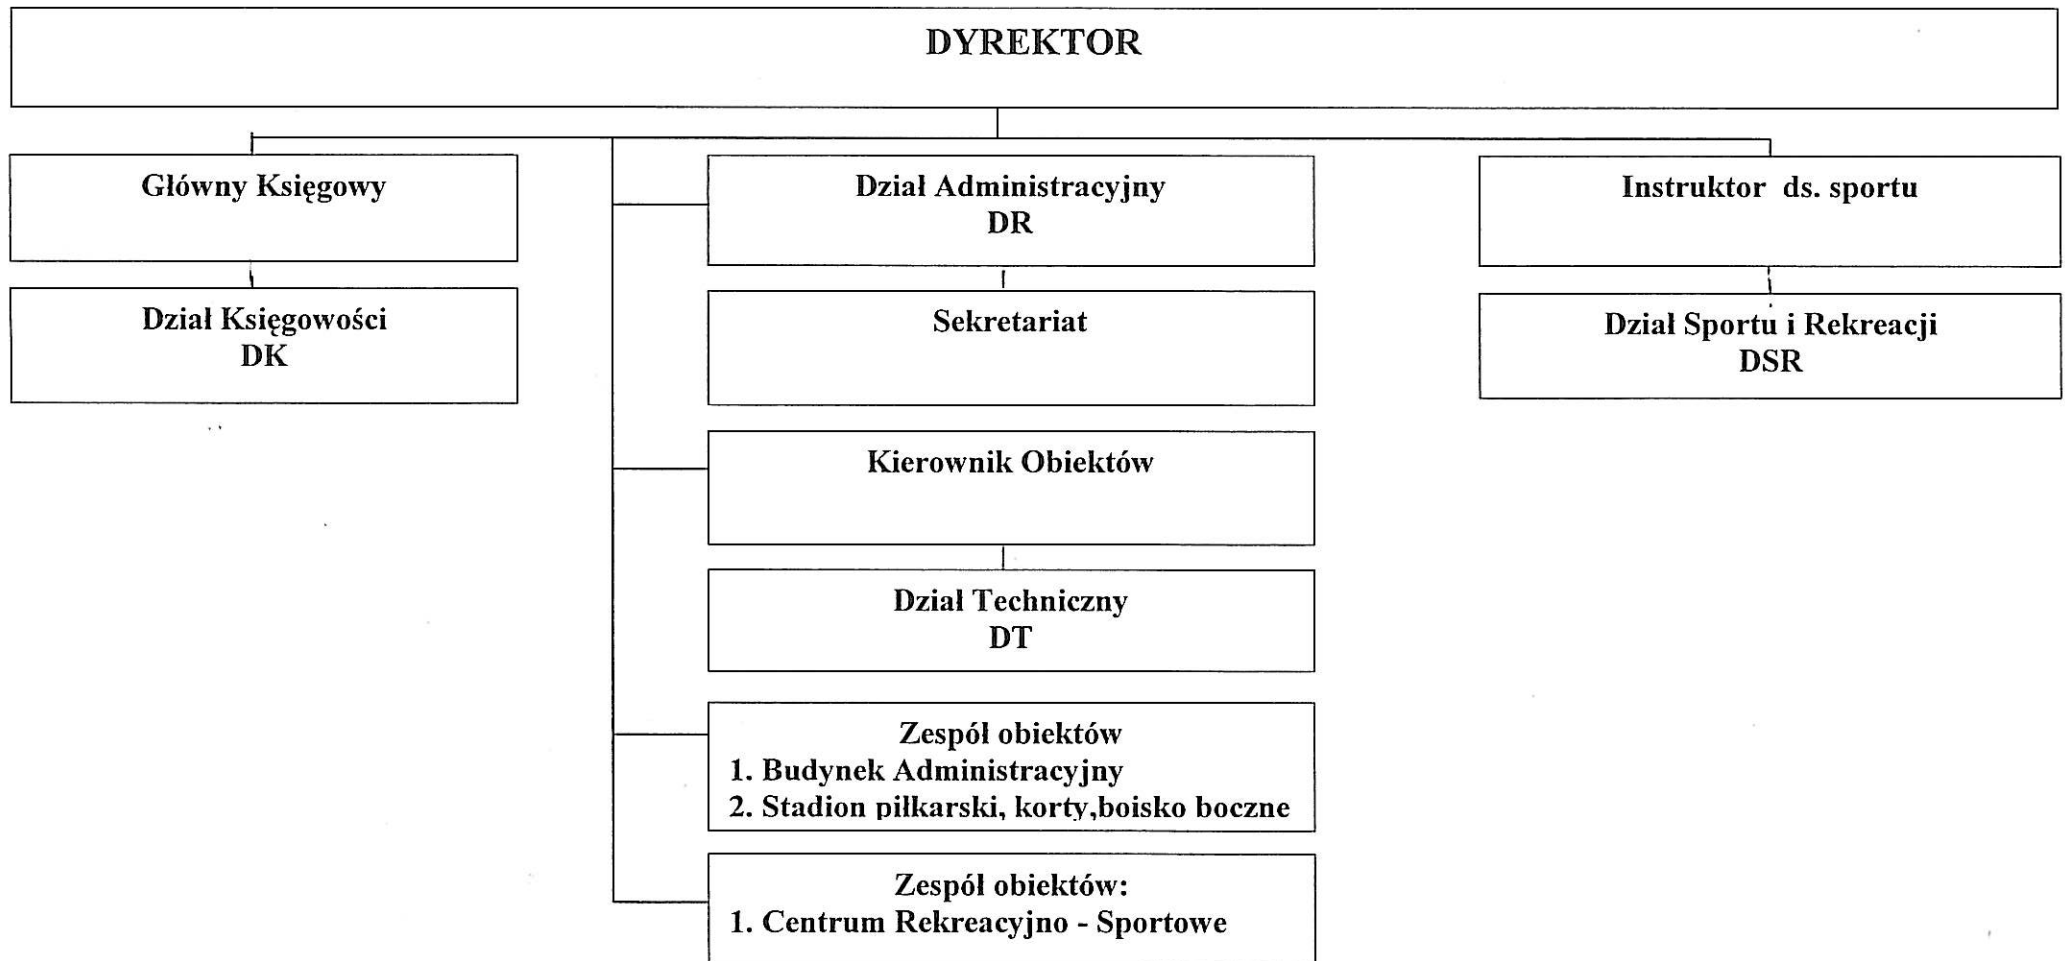 DYREKTOR
Główny Księgowy
Dział Administracyjny
DR
Instruktor ds. sportu
Dział Księgowości
DK
Sekretariat
Dział Sportu i Rekreacji
DSR
Kierownik Obiektów
Dział Techniczny
DT
Zespół obiektów
1. Budynek Administracyjny
2. Stadion piłkarski, korty,boisko boczne
Zespół obiektów:
1. Centrum Rekreacyjno - Sportowe